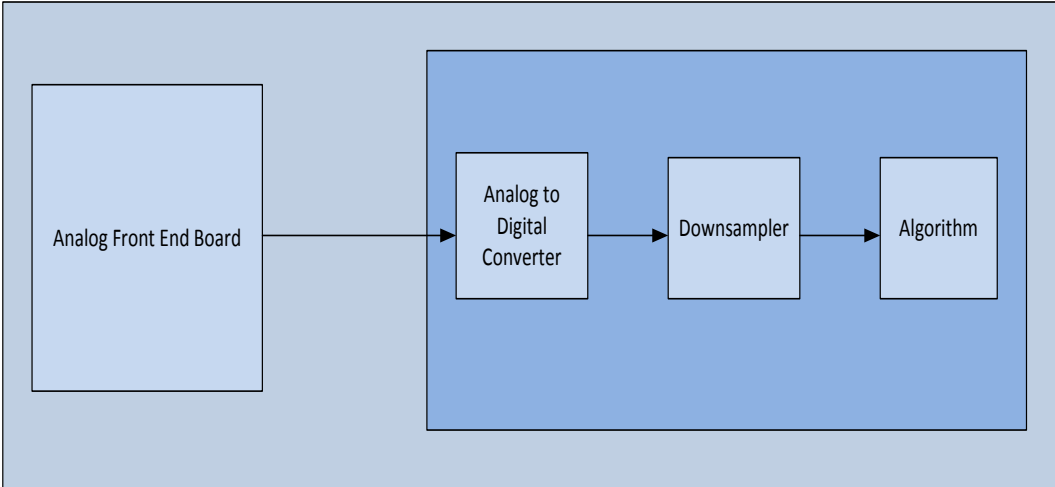 Analog Front End Board
Analog to
Digital
Converter
Downsampler
Algorithm